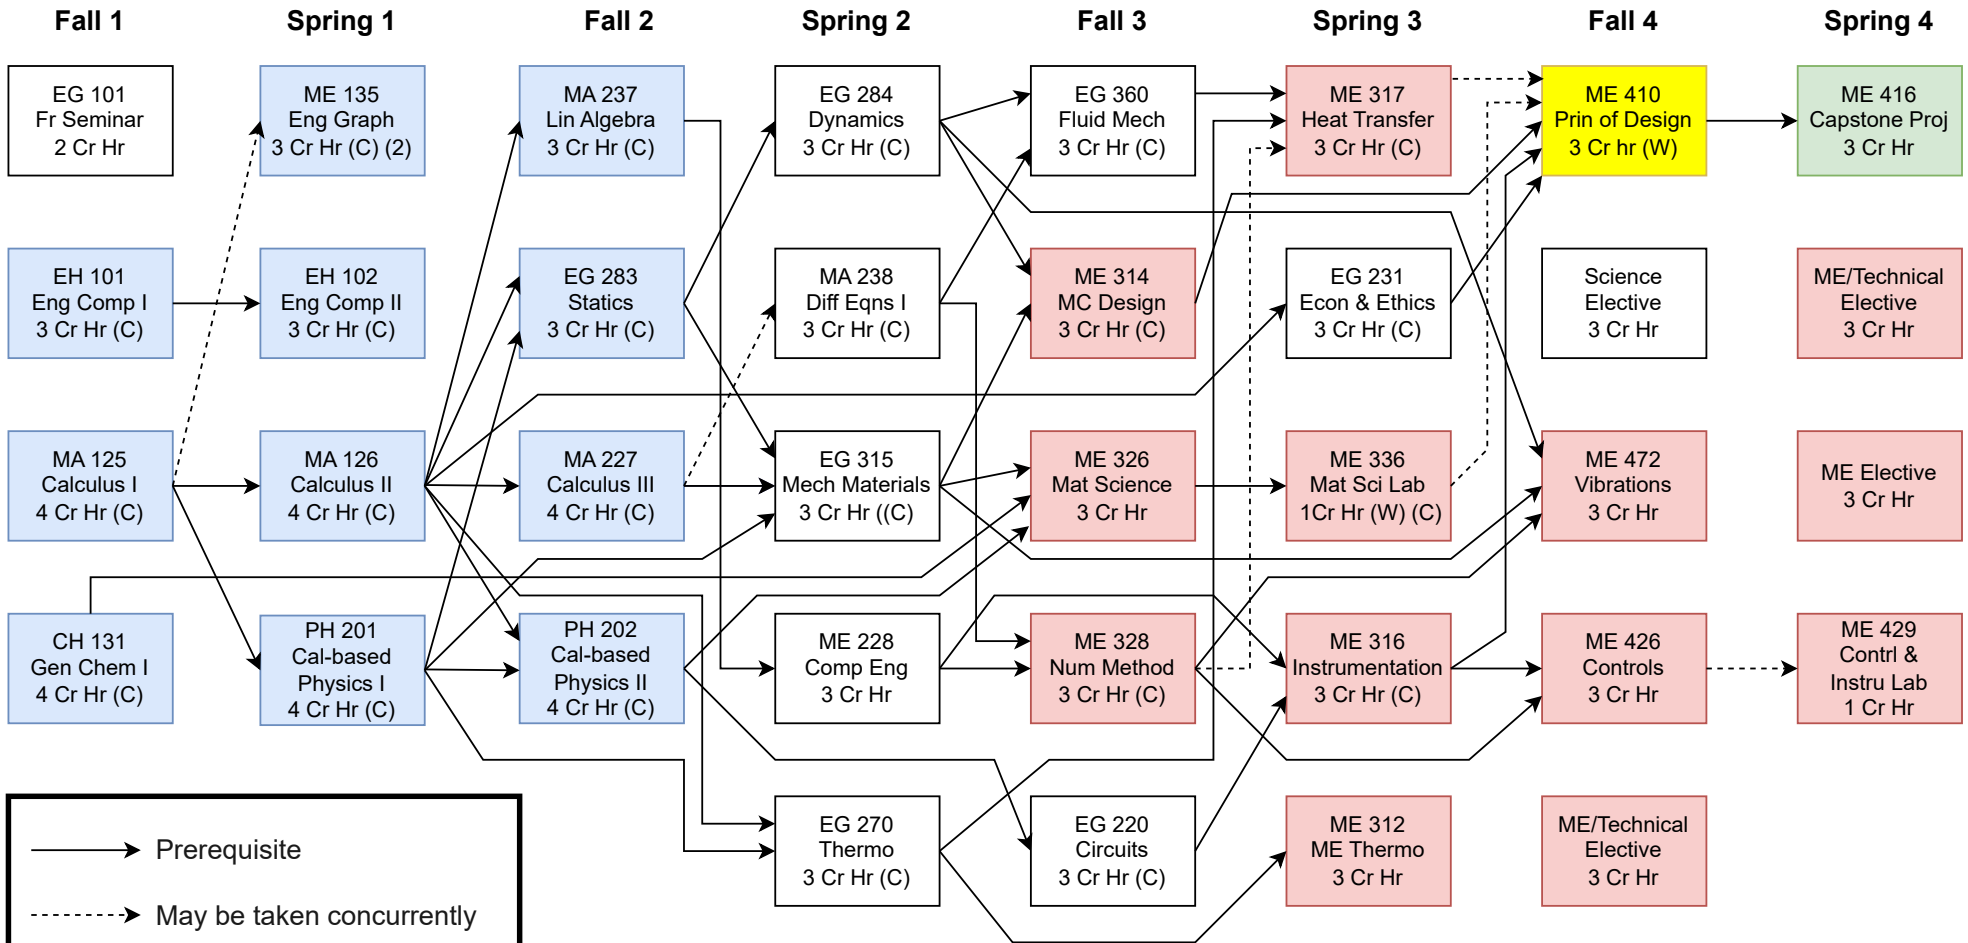 Fall 1
Spring 1
Fall 2
Spring 2
Fall 3
Spring 3
Fall 4
Spring 4
EG 101
Fr Seminar
2 Cr Hr
ME 135
Eng Graph
3 Cr Hr (C) (2)
MA 237
Lin Algebra
3 Cr Hr (C)
EG 284
Dynamics
3 Cr Hr (C)
EG 360
Fluid Mech
3 Cr Hr (C)
ME 317
Heat Transfer
3 Cr Hr (C)
ME 410
Prin of Design
3 Cr hr (W)
ME 416
Capstone Proj
3 Cr Hr
EH 101
Eng Comp I
3 Cr Hr (C)
EH 102
Eng Comp II
3 Cr Hr (C)
EG 283
Statics
3 Cr Hr (C)
MA 238
Diff Eqns I
3 Cr Hr (C)
ME 314
MC Design
3 Cr Hr (C)
EG 231
Econ & Ethics
3 Cr Hr (C)
Science
Elective
3 Cr Hr
ME/Technical
Elective
3 Cr Hr
MA 125
Calculus I
4 Cr Hr (C)
MA 126
Calculus II
4 Cr Hr (C)
MA 227
Calculus III
4 Cr Hr (C)
EG 315
Mech Materials
3 Cr Hr ((C)
ME 326
Mat Science
3 Cr Hr
ME 336
Mat Sci Lab
1Cr Hr (W) (C)
ME 472
Vibrations
3 Cr Hr
ME Elective
3 Cr Hr
CH 131
Gen Chem I
4 Cr Hr (C)
PH 201
Cal-based
Physics I
4 Cr Hr (C)
PH 202
Cal-based
Physics II
4 Cr Hr (C)
ME 228
Comp Eng
3 Cr Hr
ME 328
Num Method
3 Cr Hr (C)
ME 316
Instrumentation
3 Cr Hr (C)
ME 426
Controls
3 Cr Hr
ME 429
Contrl &
Instru Lab
1 Cr Hr
EG 270
Thermo
3 Cr Hr (C)
EG 220
Circuits
3 Cr Hr (C)
ME 312
ME Thermo
3 Cr Hr
ME/Technical
Elective
3 Cr Hr
Prerequisite
May be taken concurrently